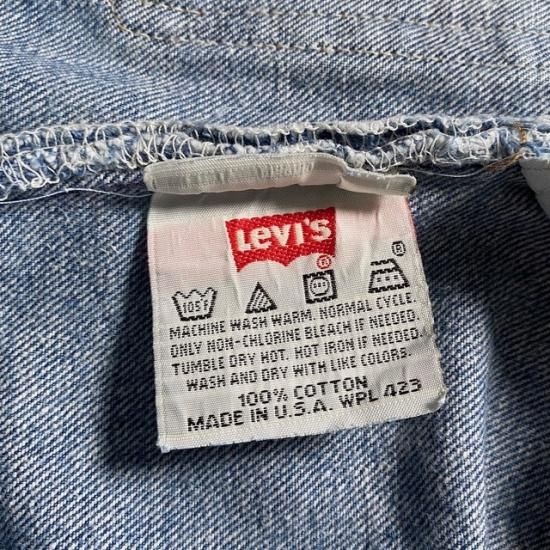 Levi's
®
®
105F
MACHINE WASH WARM. NORMAL CYCLE.
ONLY NON-CHLORINE BLEACH IF NEEDED.
TUMBLE DRY HOT. HOT IRON IF NEEDED.
WASH AND DRY WITH LIKE COLORS.
100% COTTON
MADE IN U.S.A. WPL 423